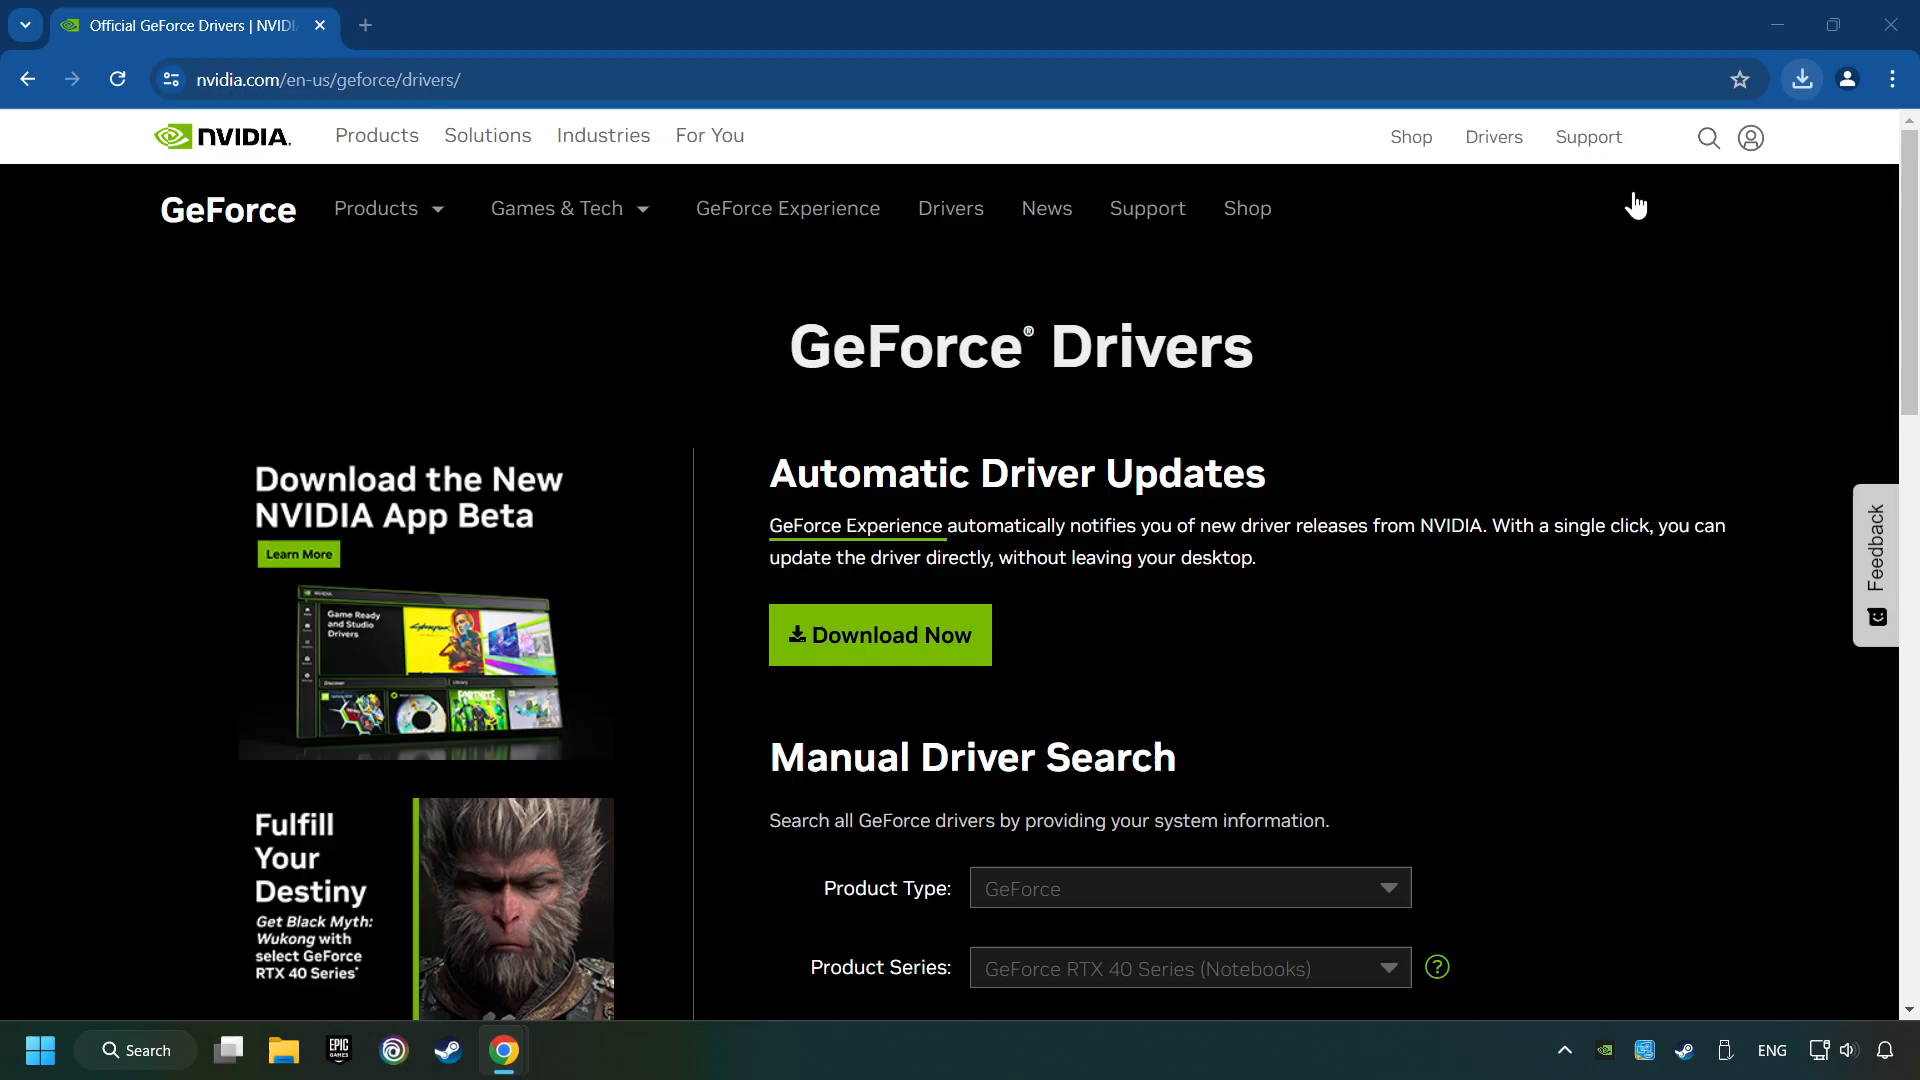 Official GeForce Drivers | NVIDI
nvidia.com/en-us/geforce/drivers/
NVIDIA.
Products
Solutions
Industries
For You
Shop
Drivers
Support
GeForce
Products
Games & Tech
GeForce Experience
Drivers
News
Support
Shop
GeForce® Drivers
Download the New
NVIDIA App Beta
Learn More
NVIDIA
Game Ready
and Studio
Drivers
Discover
Library
FORTNITE
Fulfill
Your
Destiny
Get Black Myth:
Wukong with
select GeForce
RTX 40 Series*
Automatic Driver Updates
GeForce Experience automatically notifies you of new driver releases from NVIDIA. With a single click, you can
update the driver directly, without leaving your desktop.
Download Now
Manual Driver Search
Search all GeForce drivers by providing your system information.
Product Type:
GeForce
Product Series:
GeForce RTX 40 Series (Notebooks)
?
Feedback
Search
EPIC
GAMES
ENG